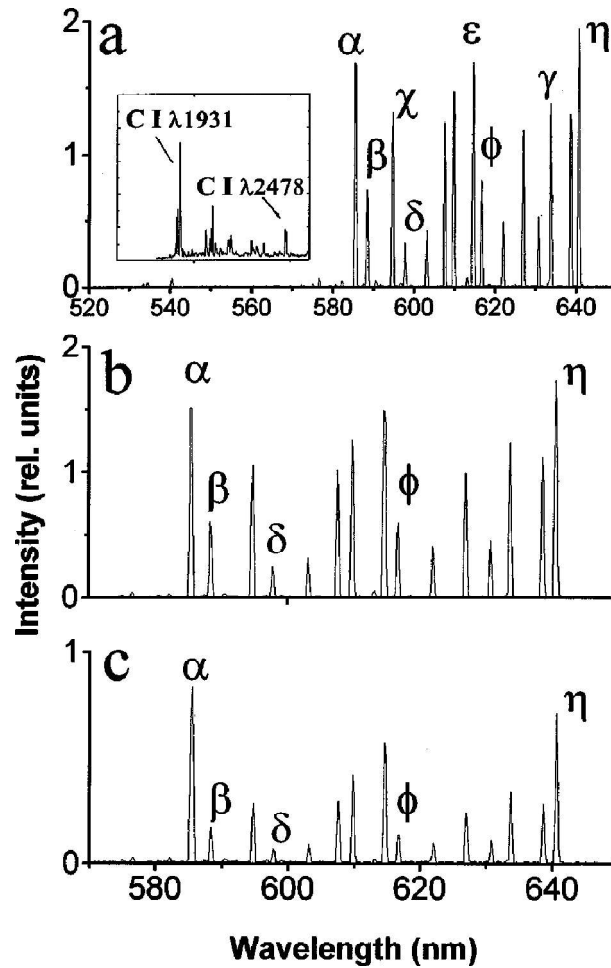 2
a
α
ε
η
χ
γ
β
ϕ
δ
C I λ1931
C I λ2478
1
0
520 540 560 580 600 620 640
Intensity (rel. units)
2
b
α
η
β
ϕ
δ
1
0
600
1
c
α
η
β
ϕ
δ
0
580 600 620 640
Wavelength (nm)